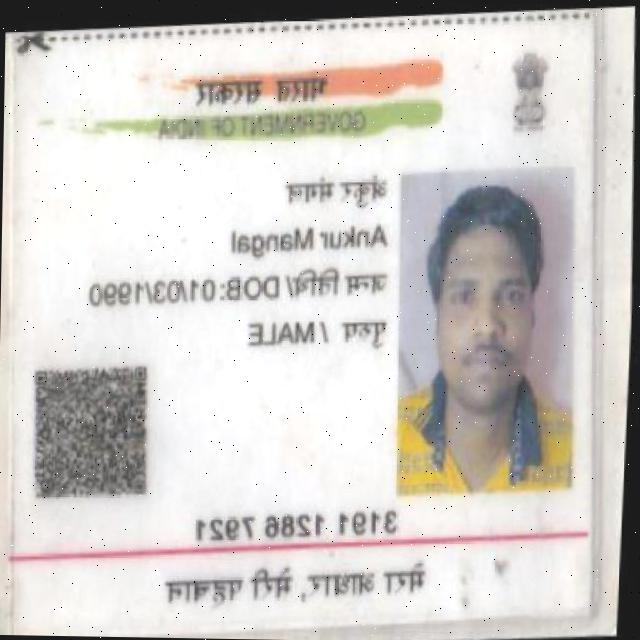 भारत सरकार
GOVERNMENT OF INDIA
अंकुर मंगल
Ankur Mangal
जन्म तिथि/ DOB:01/03/1990
पुरुष / MALE
3191 1286 7921
मेरा आधार, मेरी पहचान